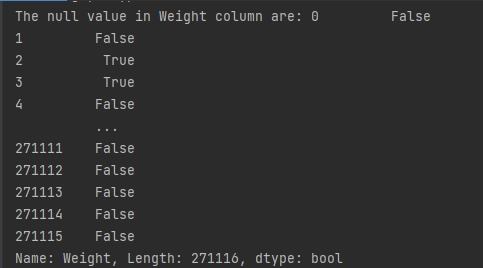 The null value in Weight column are: 0         False
1         False
2          True
3          True
4         False
          ...
271111    False
271112    False
271113    False
271114    False
271115    False
Name: Weight, Length: 271116, dtype: bool